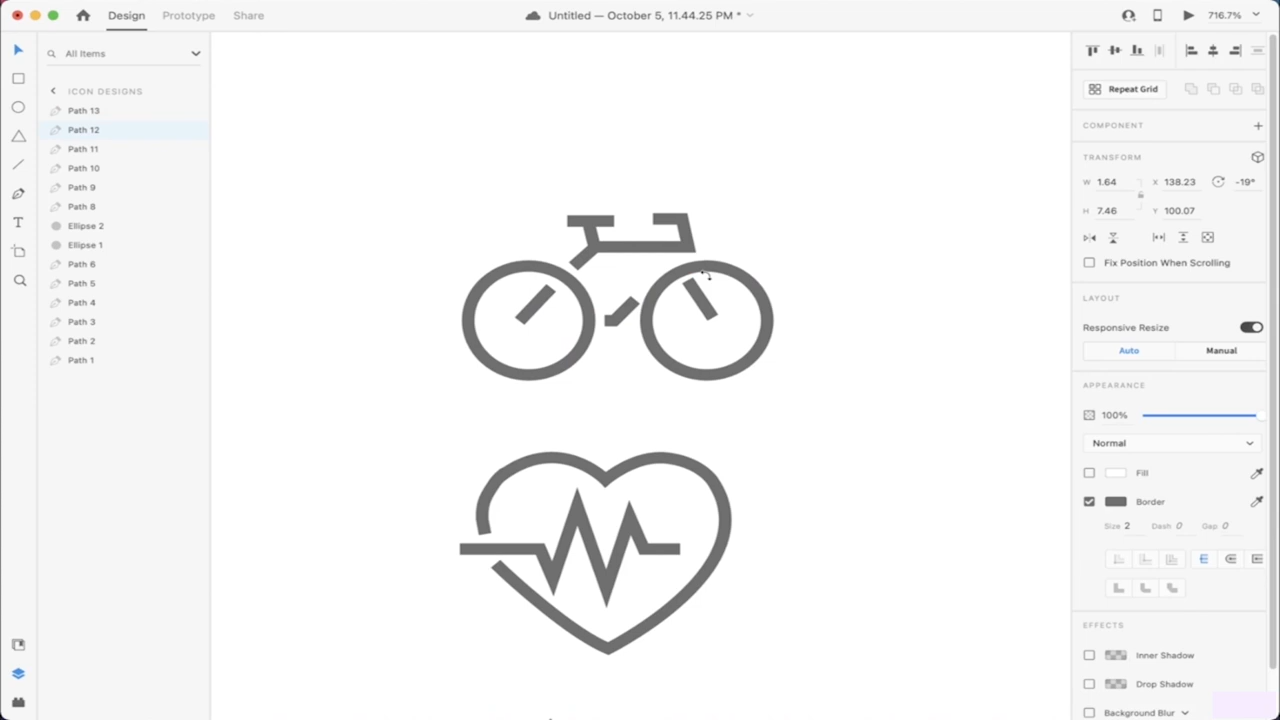 Design Prototype Share Untitled — October 5, 11.44.25 PM * 716.7%
All Items
ICON DESIGNS
Path 13
Path 12
Path 11
Path 10
Path 9
Path 8
Ellipse 2
Ellipse 1
Path 6
Path 5
Path 4
Path 3
Path 2
Path 1
Repeat Grid
COMPONENT
TRANSFORM
W 1.64 X 138.23 -19°
H 7.46 Y 100.07
Fix Position When Scrolling
LAYOUT
Responsive Resize
Auto Manual
APPEARANCE
100%
Normal
Fill
Border
Size 2 Dash 0 Gap 0
EFFECTS
Inner Shadow
Drop Shadow
Background Blur